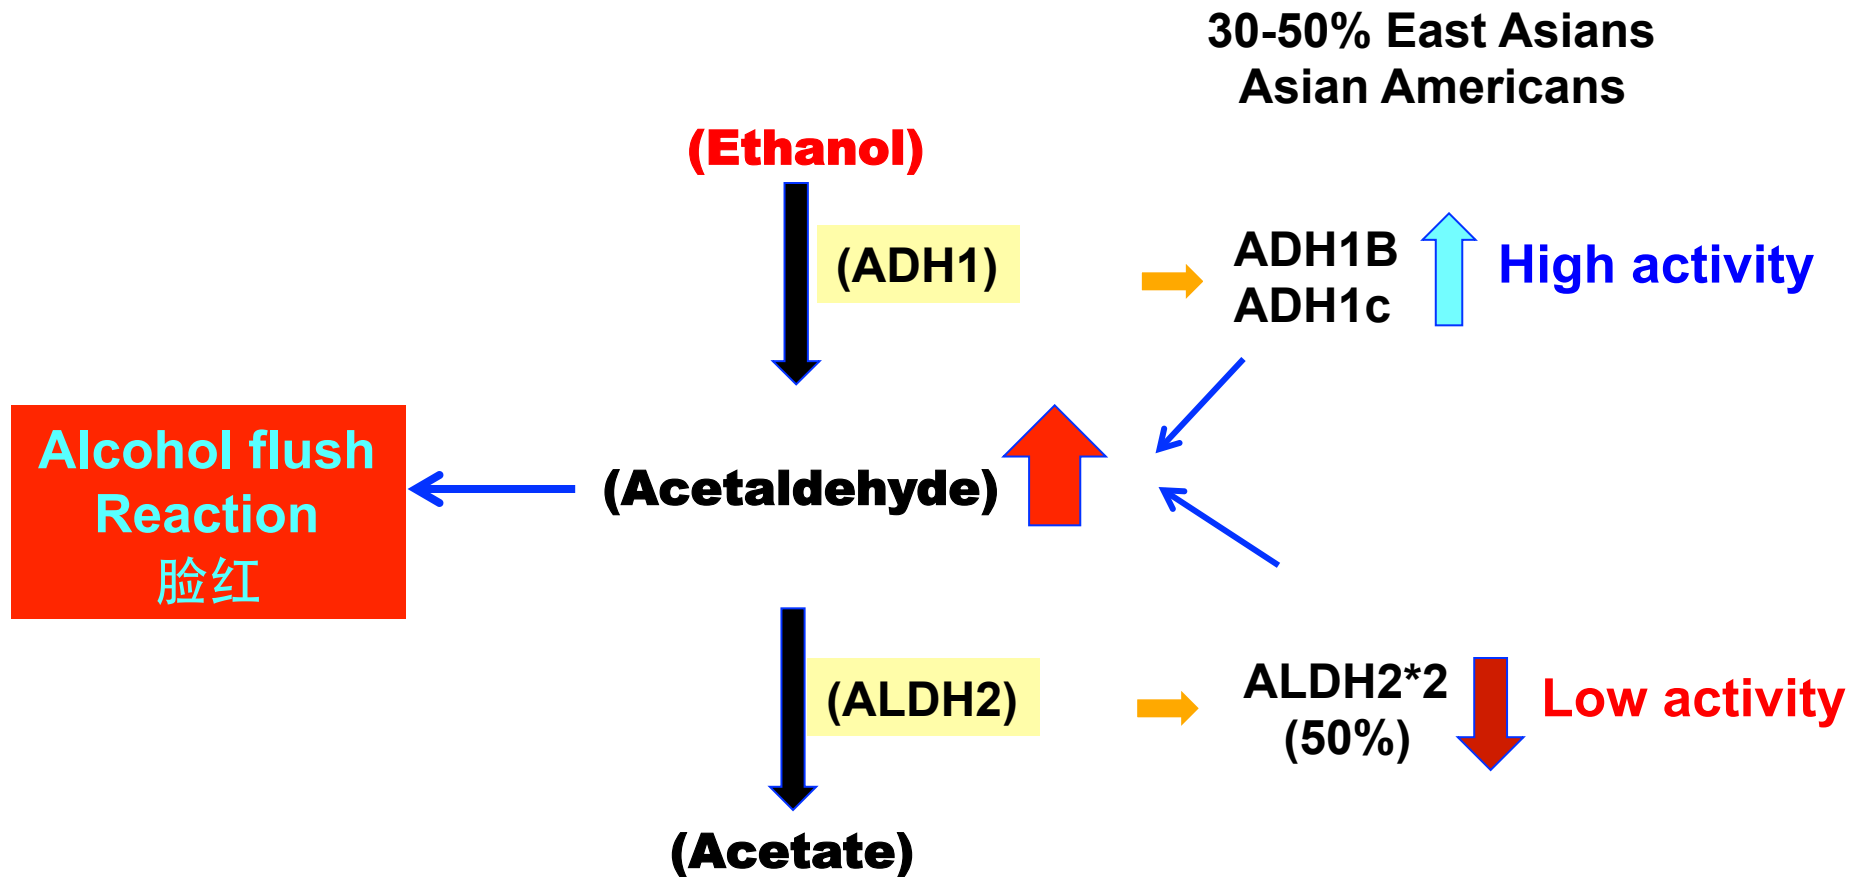 30-50% East Asians
Asian Americans
(Ethanol)
(ADH1)
ADH1B
ADH1c
High activity
Alcohol flush
Reaction
脸红
(Acetaldehyde)
(ALDH2)
ALDH2*2
(50%)
Low activity
(Acetate)